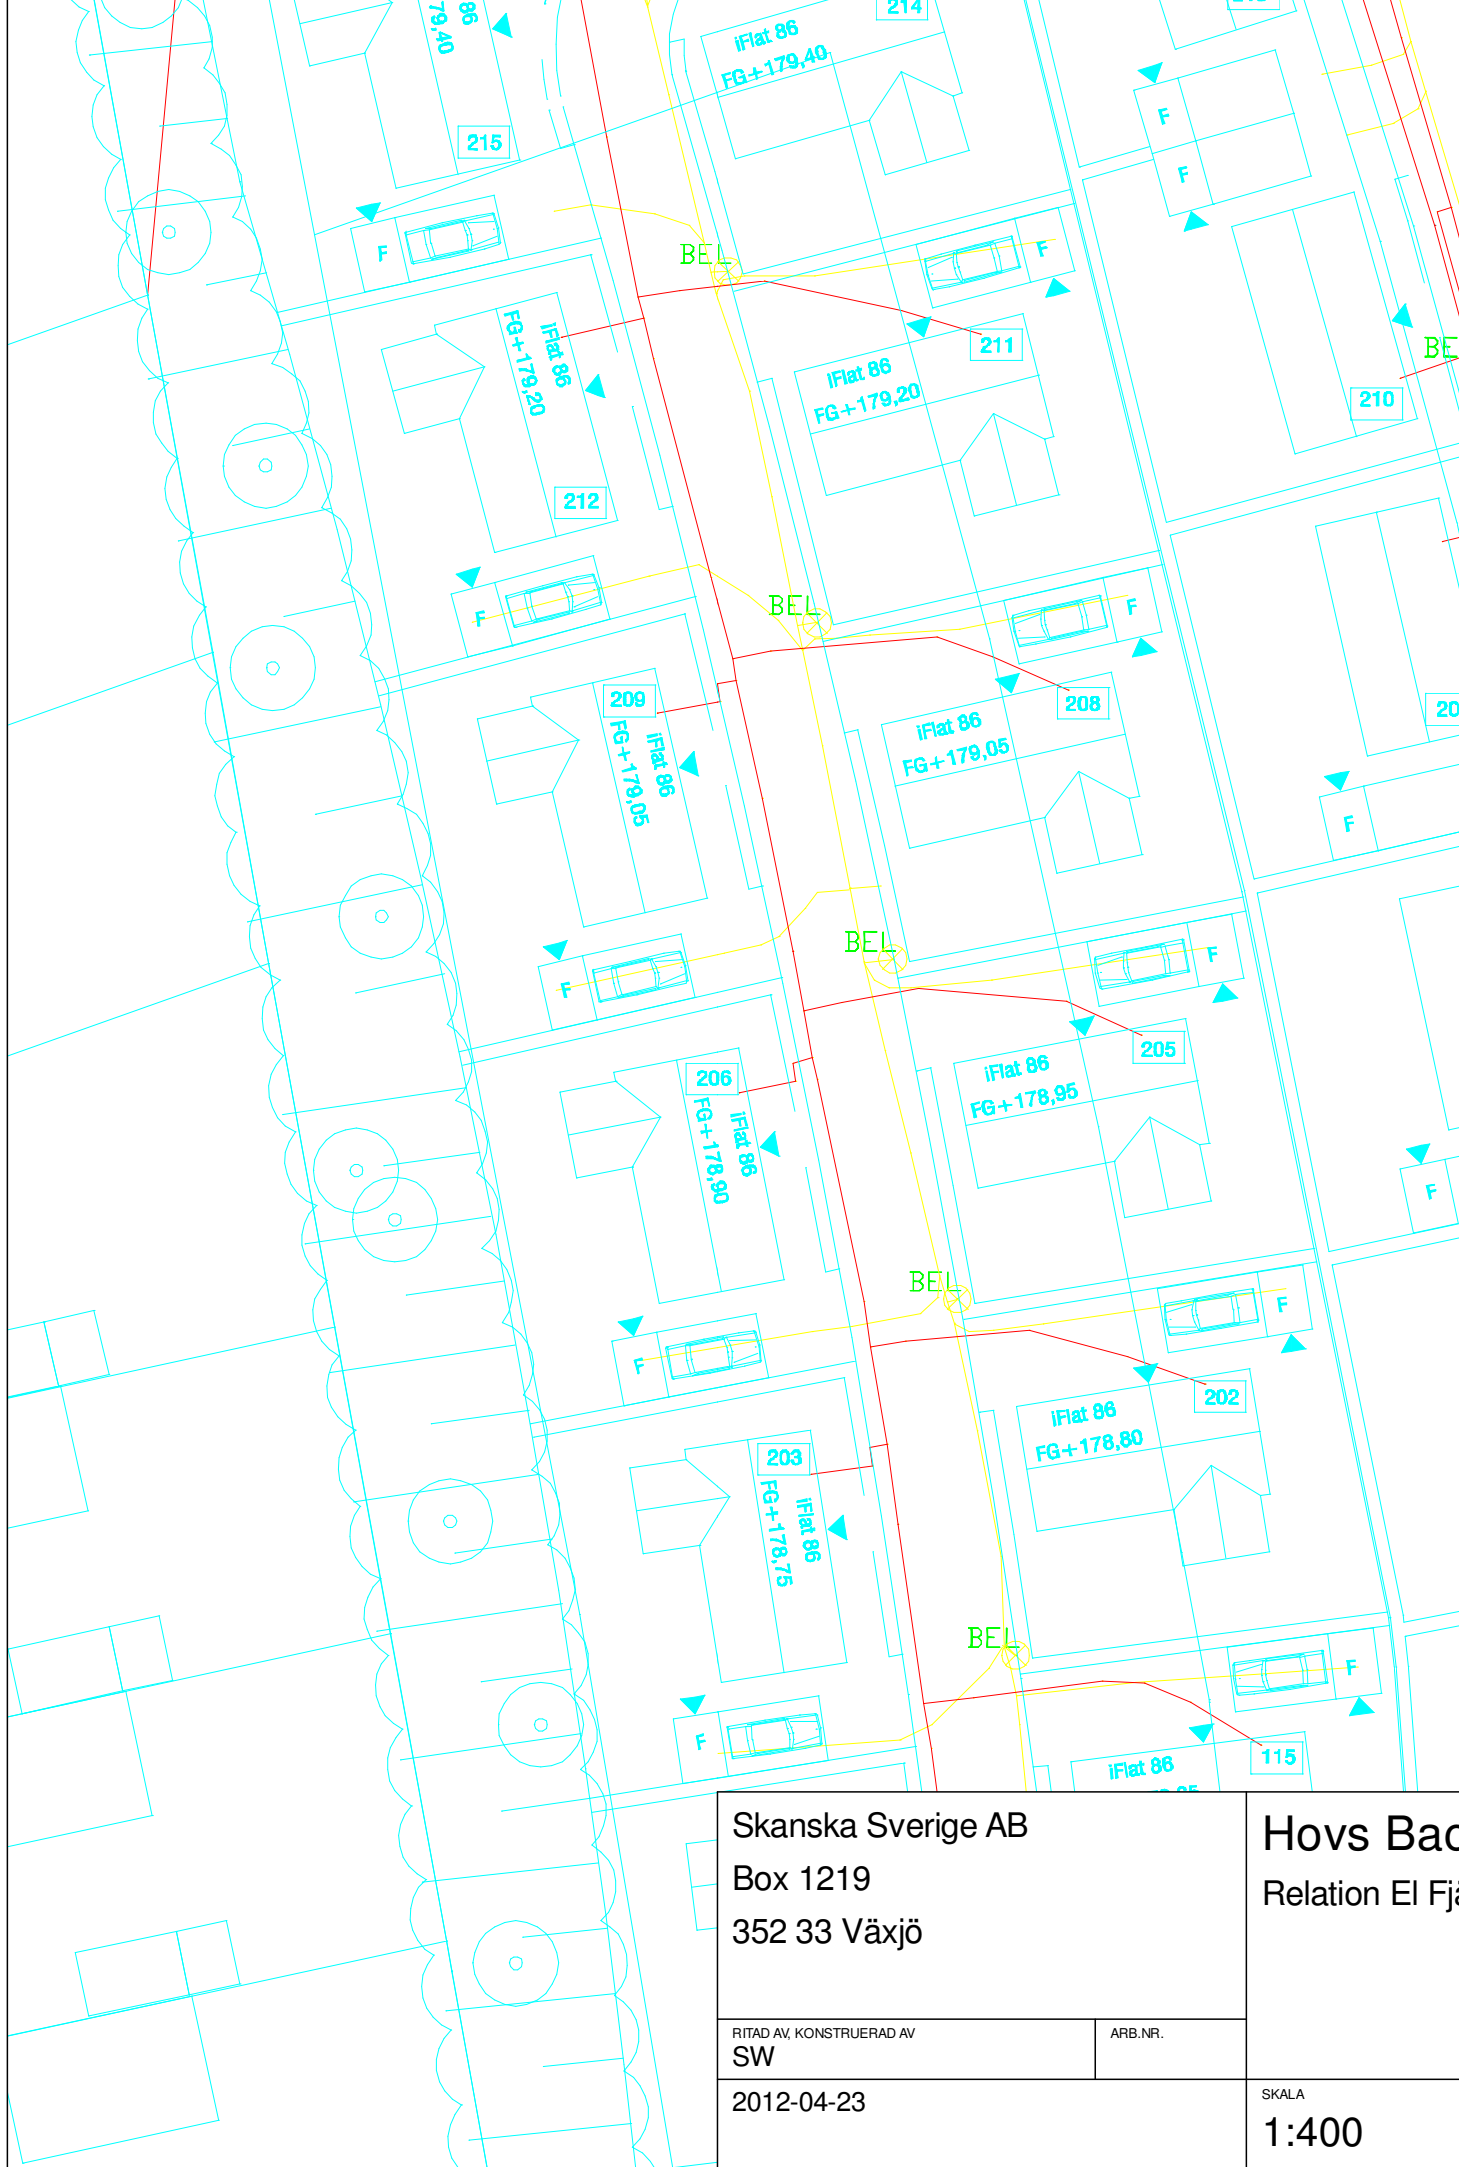 214
iFlat 86
FG+179,40
86
79,40
215
F
F
F
BEL
F
211
iFlat 86
FG+179,20
iFlat 86
FG+179,20
212
210
F
BEL
F
209
iFlat 86
FG+179,05
208
iFlat 86
FG+179,05
F
F
BEL
F
206
iFlat 86
FG+178,90
205
iFlat 86
FG+178,95
F
F
BEL
F
203
iFlat 86
FG+178,75
202
iFlat 86
FG+178,80
F
BEL
F
115
iFlat 86
Skanska Sverige AB
Box 1219
352 33 Växjö
Hovs
Relation El
RITAD AV, KONSTRUERAD AV
SW
ARB.NR.
2012-04-23
SKALA
1:400